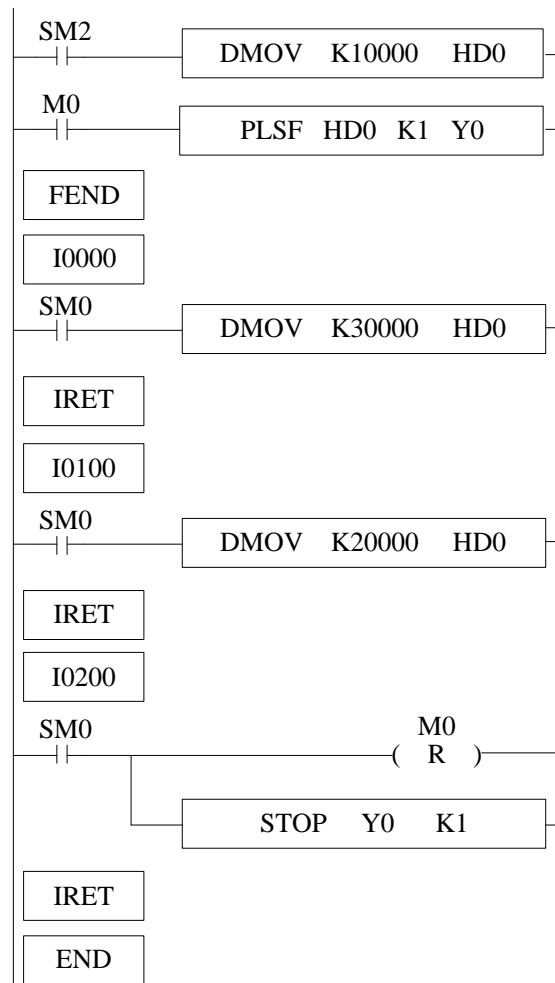 SM2
DMOV K10000 HD0
M0
PLSF HD0 K1 Y0
FEND
I0000
SM0
DMOV K30000 HD0
IRET
I0100
SM0
DMOV K20000 HD0
IRET
I0200
SM0
M0
( R )
STOP Y0 K1
IRET
END